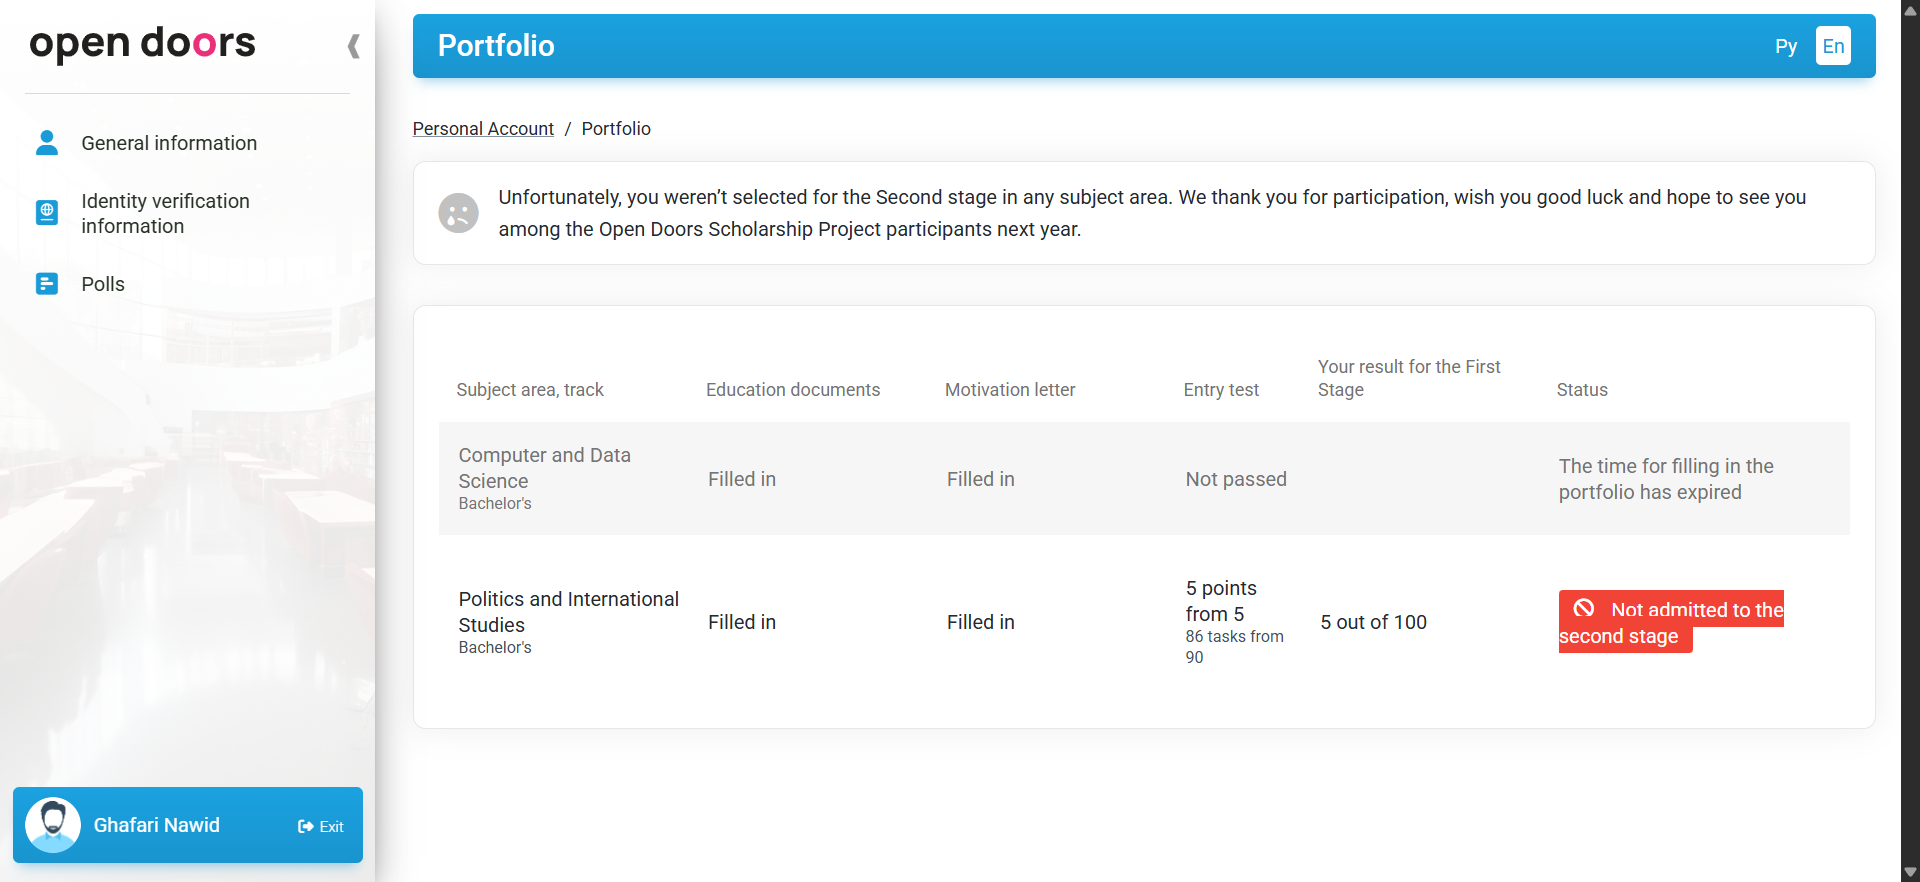 open doors
General information
Identity verification
information
Polls
Ghafari Nawid
Exit
Portfolio
Ру
En
Personal Account / Portfolio
Unfortunately, you weren’t selected for the Second stage in any subject area. We thank you for participation, wish you good luck and hope to see you
among the Open Doors Scholarship Project participants next year.
Subject area, track
Education documents
Motivation letter
Entry test
Your result for the First
Stage
Status
Computer and Data
Science
Bachelor's
Filled in
Filled in
Not passed
The time for filling in the
portfolio has expired
Politics and International
Studies
Bachelor's
Filled in
Filled in
5 points
from 5
86 tasks from
90
5 out of 100
Not admitted to the
second stage